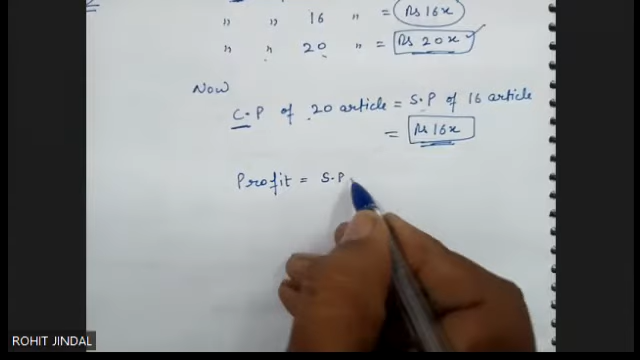 " " 16 " = Rs 16x
" " 20 " = Rs 20x
Now
C.P of 20 article = S.P of 16 article
= Rs 16x
Profit = S.P
ROHIT JINDAL